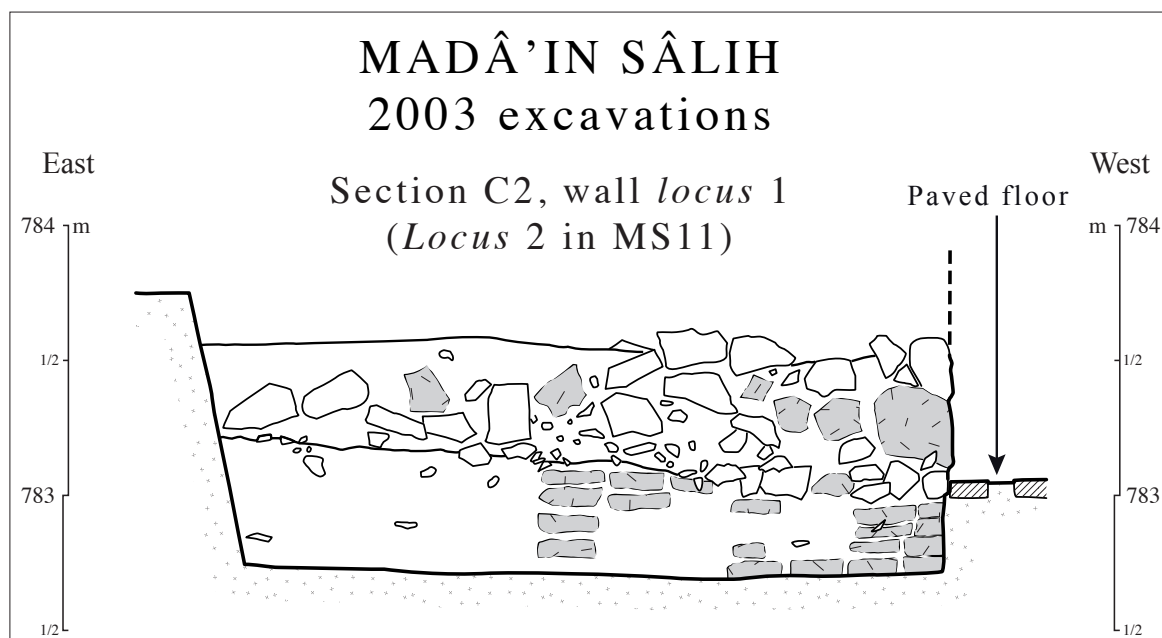 MADÂ’IN SÂLIH
2003 excavations
East
West
Section C2, wall locus 1
(Locus 2 in MS11)
Paved floor
784 m
m 784
1/2
1/2
783
783
1/2
1/2